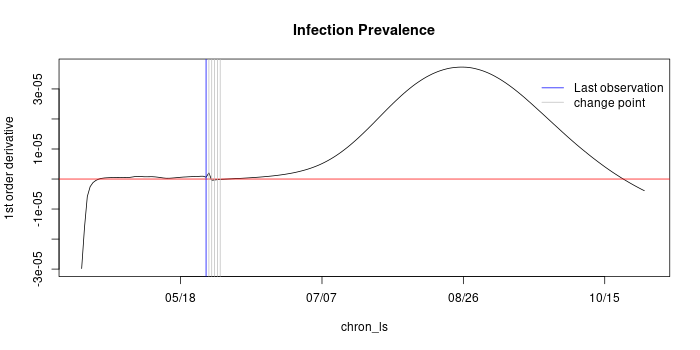 Infection Prevalence
1st order derivative
3e-05
1e-05
-1e-05
-3e-05
Last observation
change point
05/18
07/07
08/26
10/15
chron_ls